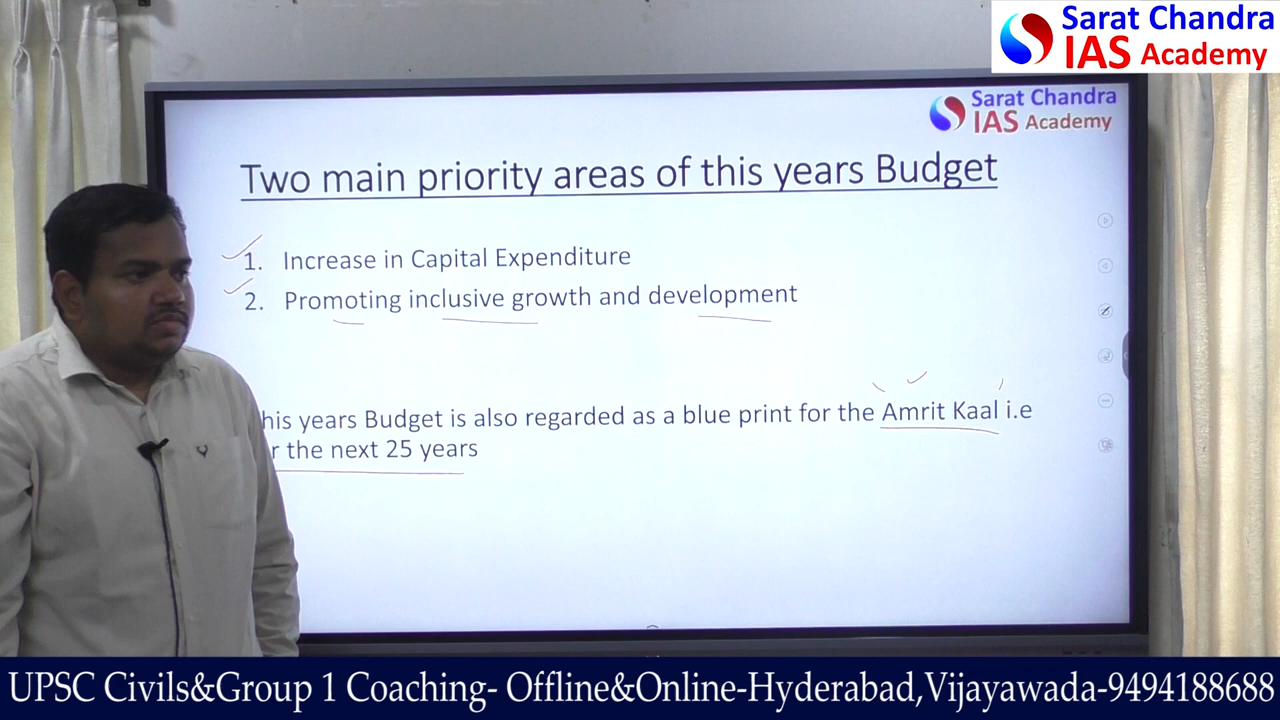 Sarat Chandra
IAS Academy
Sarat Chandra
IAS Academy
Two main priority areas of this years Budget
1. Increase in Capital Expenditure
2. Promoting inclusive growth and development
his years Budget is also regarded as a blue print for the Amrit Kaal i.e
r the next 25 years
UPSC Civils&Group 1 Coaching- Offline&Online-Hyderabad,Vijayawada-9494188688